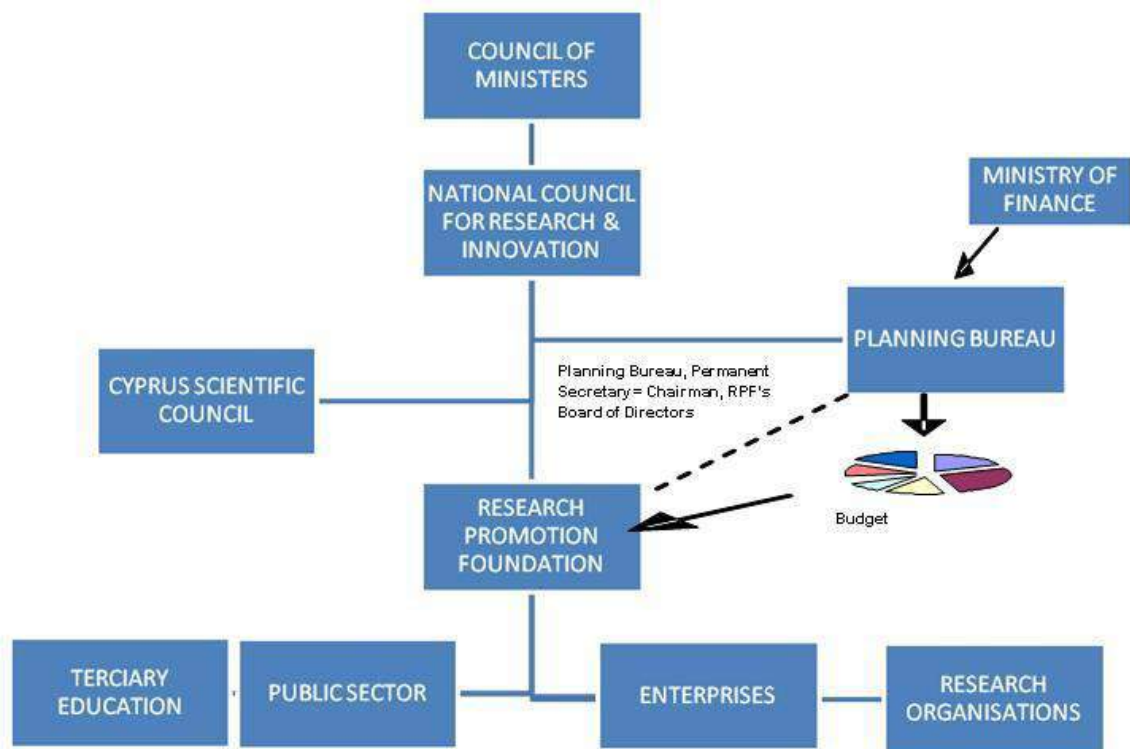 COUNCIL OF
MINISTERS
NATIONAL COUNCIL
FOR RESEARCH &
INNOVATION
MINISTRY OF
FINANCE
PLANNING BUREAU
CYPRUS SCIENTIFIC
COUNCIL
Planning Bureau, Permanent
Secretary= Chairman, RPF's
Board of Directors
RESEARCH
PROMOTION
FOUNDATION
Budget
TERCIARY
EDUCATION
PUBLIC SECTOR
ENTERPRISES
RESEARCH
ORGANISATIONS